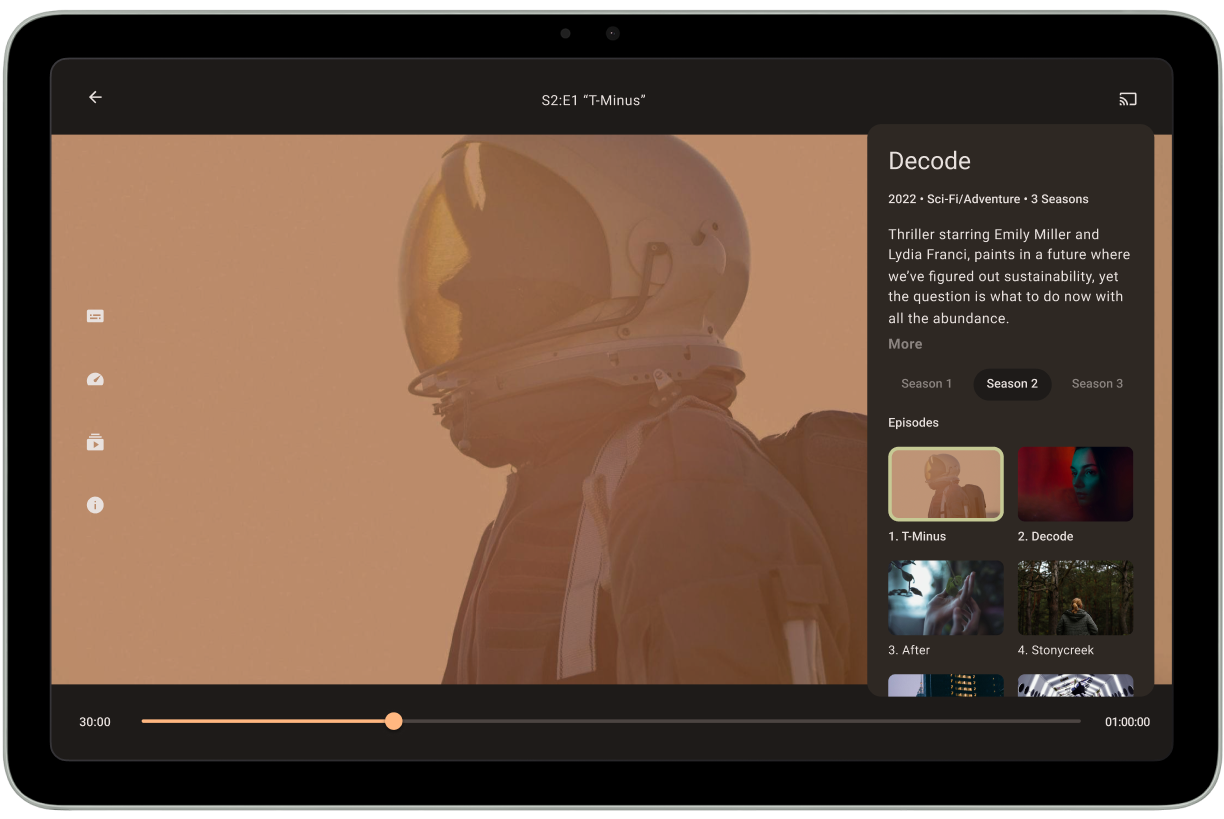 S2:E1 “T-Minus”
Decode
2022 • Sci-Fi/Adventure • 3 Seasons
Thriller starring Emily Miller and
Lydia Franci, paints in a future where
we’ve figured out sustainability, yet
the question is what to do now with
all the abundance.
More
Season 1 Season 2 Season 3
Episodes
1. T-Minus 2. Decode
3. After 4. Stonycreek
30:00 01:00:00